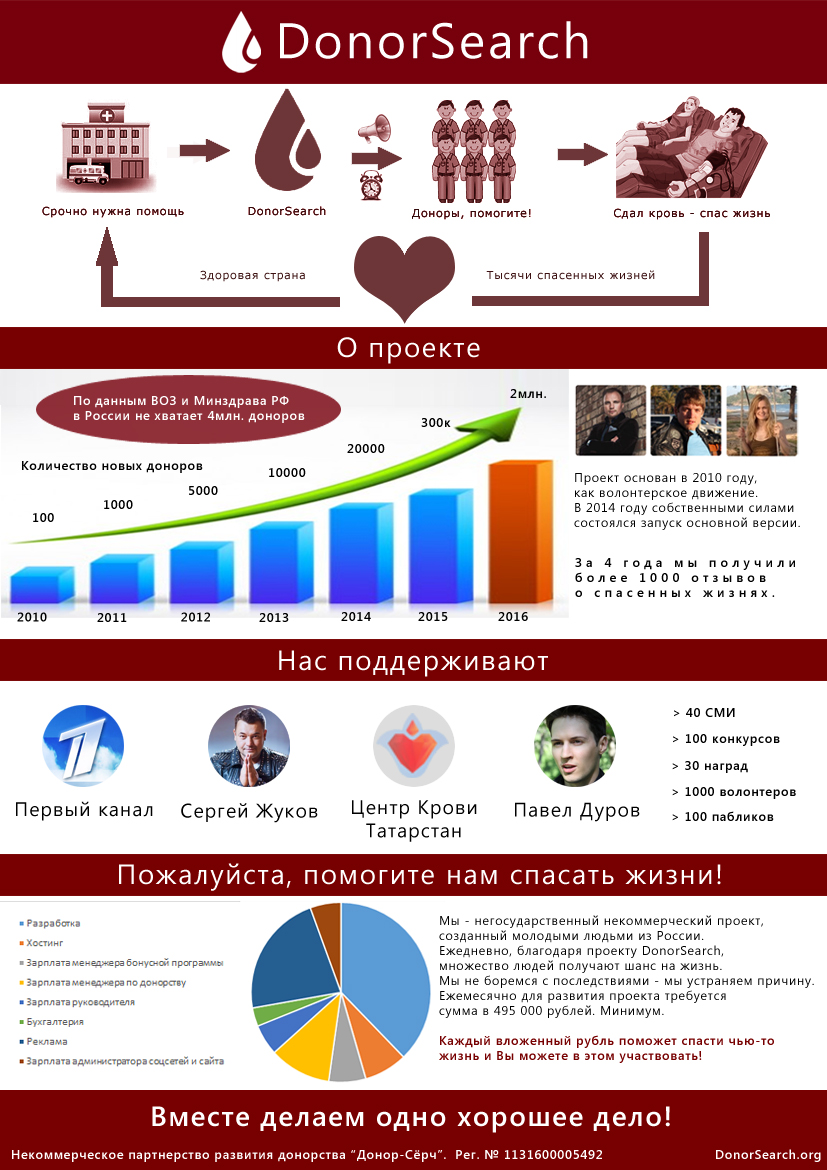 DonorSearch
Срочно нужна помощь
DonorSearch
Доноры, помогите!
Сдал кровь - спас жизнь
Здоровая страна
Тысячи спасенных жизней
О проекте
По данным ВОЗ и Минздрава РФ
в России не хватает 4млн. доноров
Количество новых доноров
100
1000
5000
10000
20000
300к
2млн.
2010
2011
2012
2013
2014
2015
2016
Проект основан в 2010 году,
как волонтерское движение.
В 2014 году собственными силами
состоялся запуск основной версии.
За 4 года мы получили
более 1000 отзывов
о спасенных жизнях.
Нас поддерживают
Первый канал
Сергей Жуков
Центр Крови
Татарстан
Павел Дуров
> 40 СМИ
> 100 конкурсов
> 30 наград
> 1000 волонтеров
> 100 пабликов
Пожалуйста, помогите нам спасать жизни!
Разработка
Хостинг
Зарплата менеджера бонусной программы
Зарплата менеджера по донорству
Зарплата руководителя
Бухгалтерия
Реклама
Зарплата администратора соцсетей и сайта
Мы - негосударственный некоммерческий проект,
созданный молодыми людьми из России.
Ежедневно, благодаря проекту DonorSearch,
множество людей получают шанс на жизнь.
Мы не боремся с последствиями - мы устраняем причину.
Ежемесячно для развития проекта требуется
сумма в 495 000 рублей. Минимум.
Каждый вложенный рубль поможет спасти чью-то
жизнь и Вы можете в этом участвовать!
Вместе делаем одно хорошее дело!
Некоммерческое партнерство развития донорства "Донор-Сёрч". Рег. № 1131600005492
DonorSearch.org